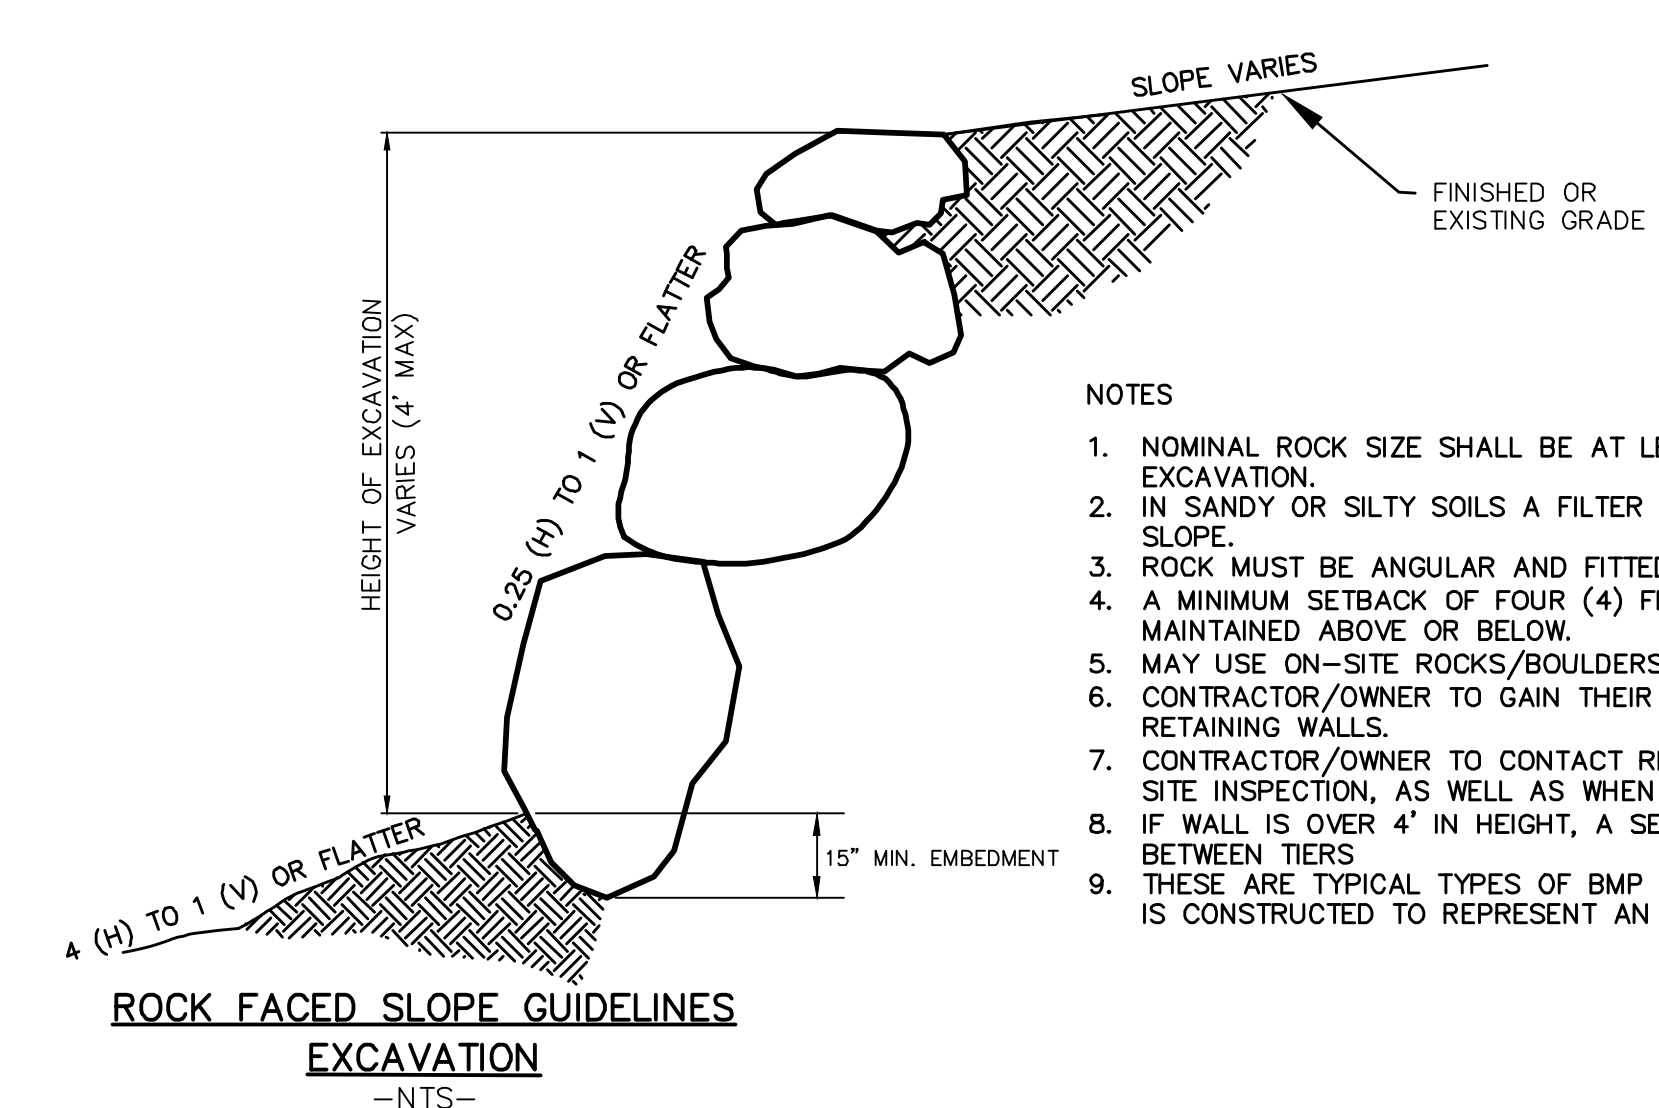 SLOPE VARIES
FINISHED OR
EXISTING GRADE
HEIGHT OF EXCAVATION
VARIES (4' MAX)
0.25 (H) TO 1 (V) OR FLATTER
4 (H) TO 1 (V) OR FLATTER
15" MIN. EMBEDMENT
NOTES
1. NOMINAL ROCK SIZE SHALL BE AT
EXCAVATION.
2. IN SANDY OR SILTY SOILS A FILTER
SLOPE.
3. ROCK MUST BE ANGULAR AND FITTED
4. A MINIMUM SETBACK OF FOUR (4)
MAINTAINED ABOVE OR BELOW.
5. MAY USE ON-SITE ROCKS/BOULDERS
6. CONTRACTOR/OWNER TO GAIN THEIR
RETAINING WALLS.
7. CONTRACTOR/OWNER TO CONTACT
SITE INSPECTION, AS WELL AS WHEN
8. IF WALL IS OVER 4' IN HEIGHT, A
BETWEEN TIERS
9. THESE ARE TYPICAL TYPES OF BMP
IS CONSTRUCTED TO REPRESENT AN
ROCK FACED SLOPE GUIDELINES
EXCAVATION
-NTS-